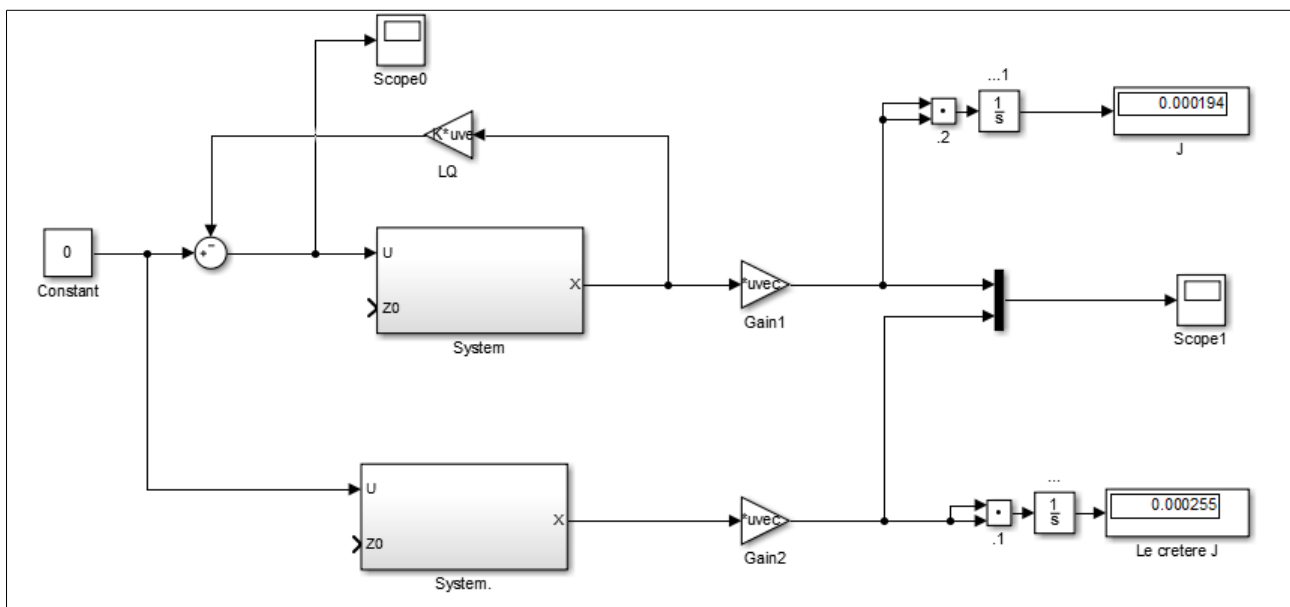 Scope0
...1
1
s
0.000194
.2
J
K*uve
LQ
0
Constant
+
-
U
X
Z0
System
*uvec
Gain1
Scope1
U
X
Z0
System.
*uvec
Gain2
...
1
s
0.000255
.1
Le cretere J